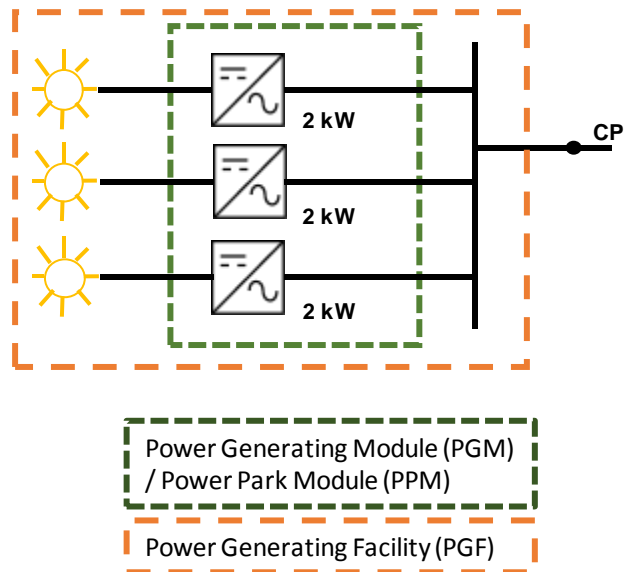 CP
2 kW
2 kW
2 kW
Power Generating Module (PGM)
/ Power Park Module (PPM)
Power Generating Facility (PGF)